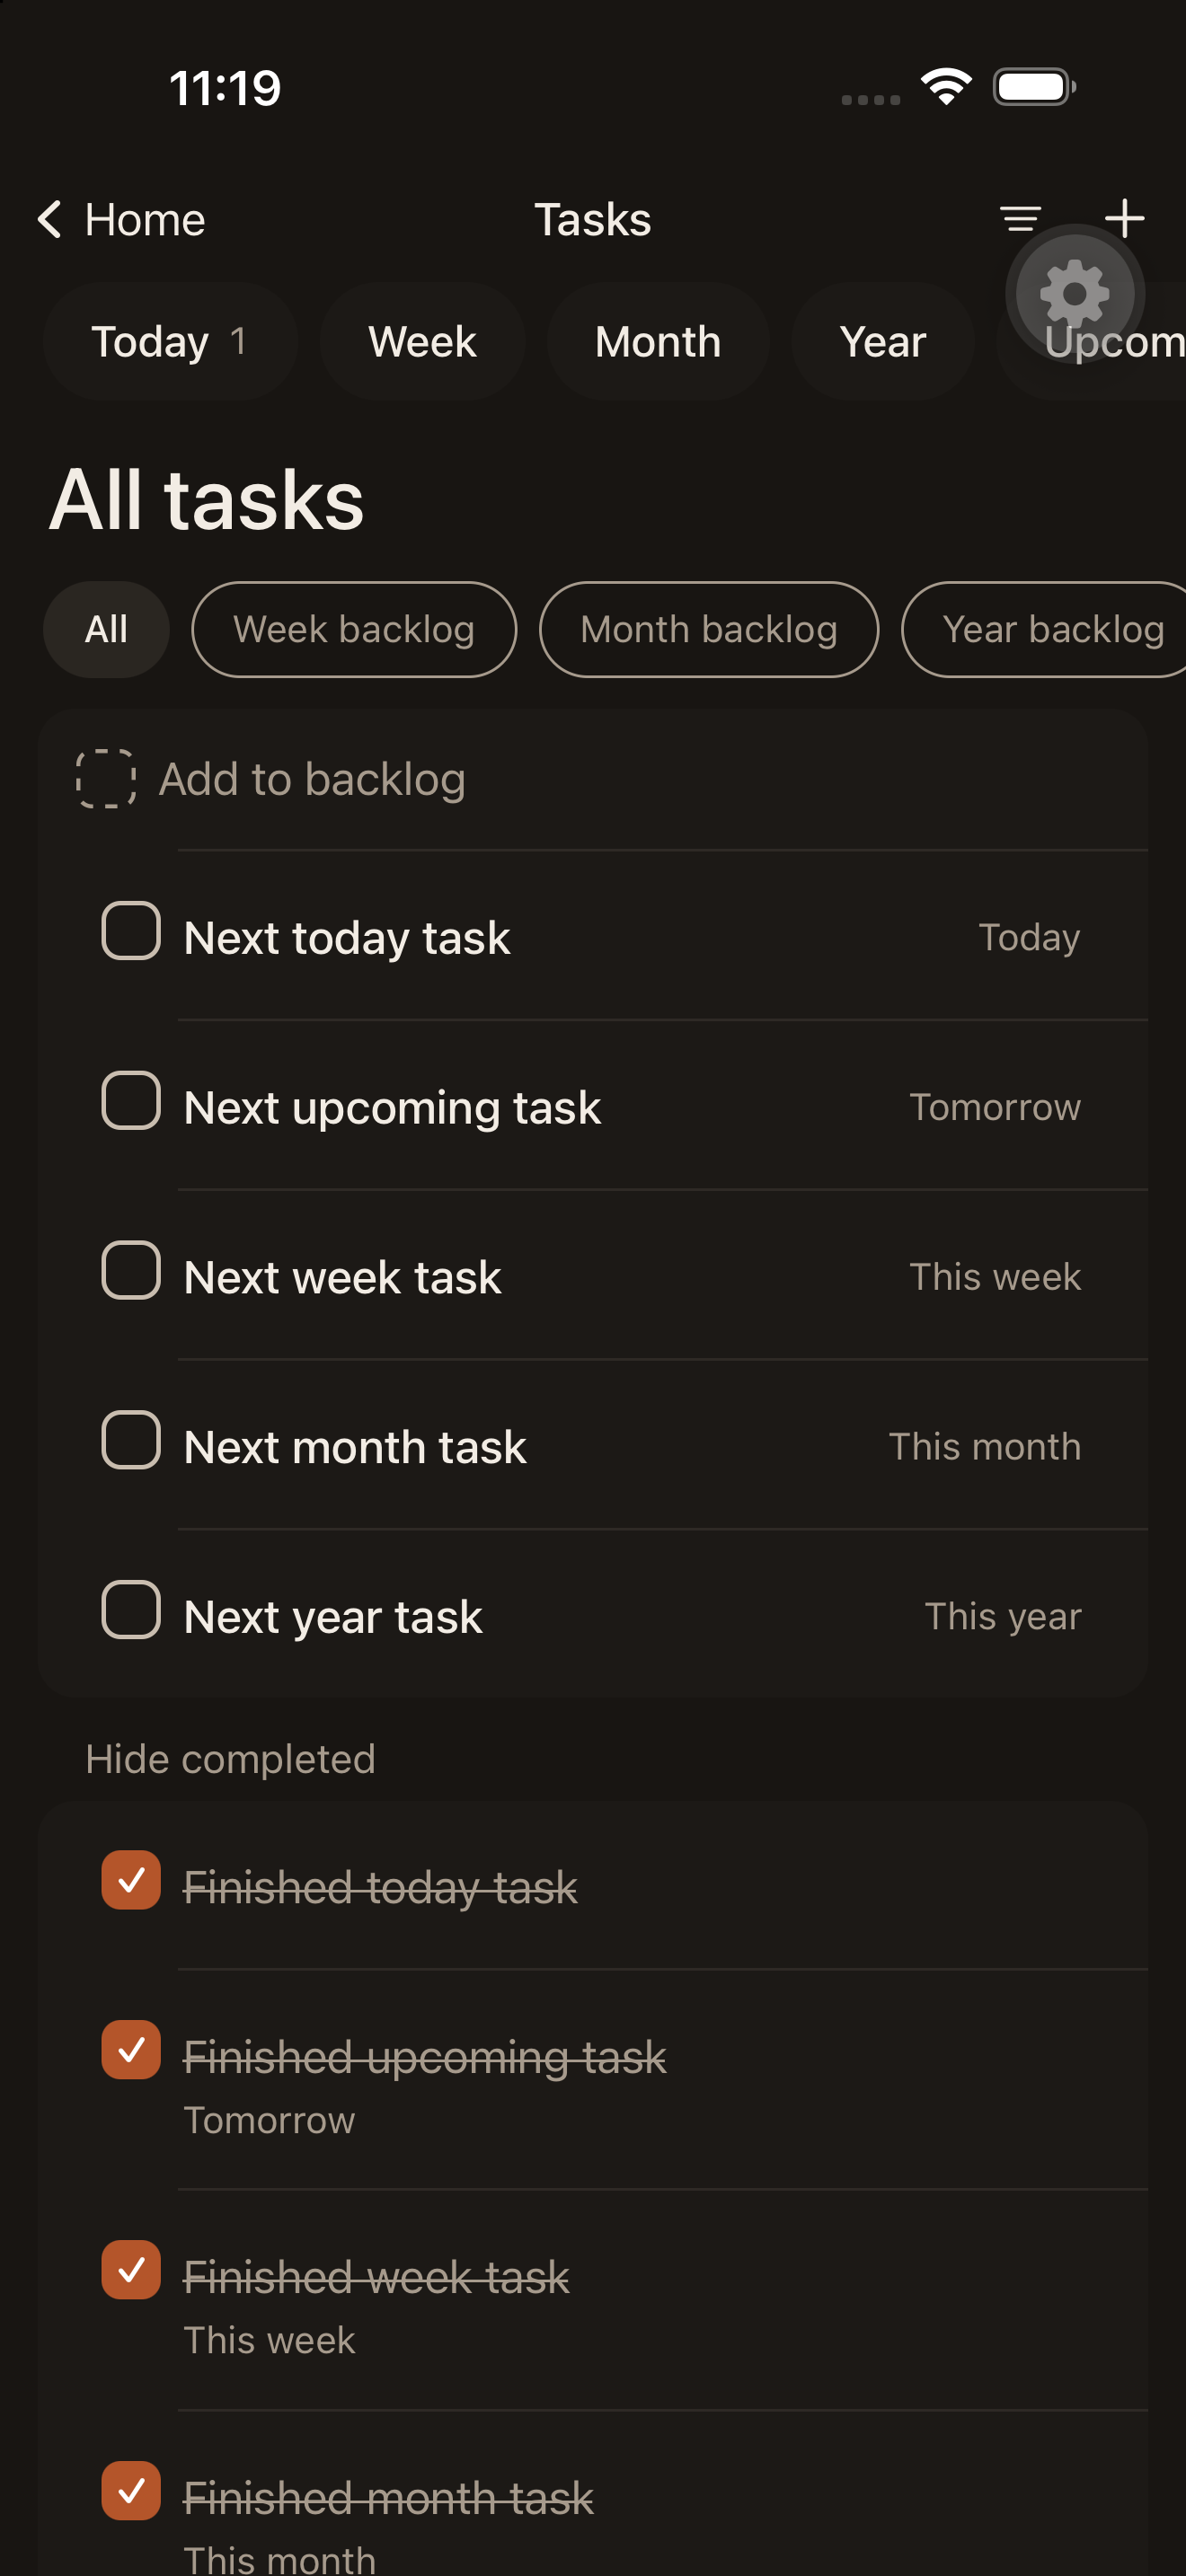 11:19
Home
Tasks
Today 1
Week
Month
Year
Upcom
All tasks
All
Week backlog
Month backlog
Year backlog
Add to backlog
Next today task
Today
Next upcoming task
Tomorrow
Next week task
This week
Next month task
This month
Next year task
This year
Hide completed
Finished today task
Finished upcoming task
Tomorrow
Finished week task
This week
Finished month task
This month